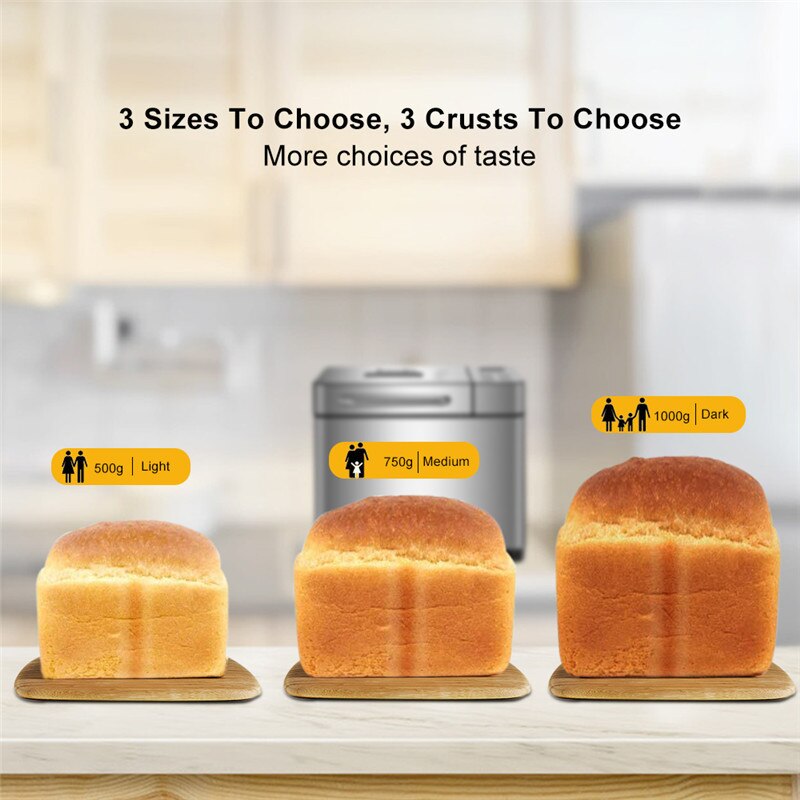 3 Sizes To Choose, 3 Crusts To Choose
More choices of taste
500g | Light
750g | Medium
1000g | Dark